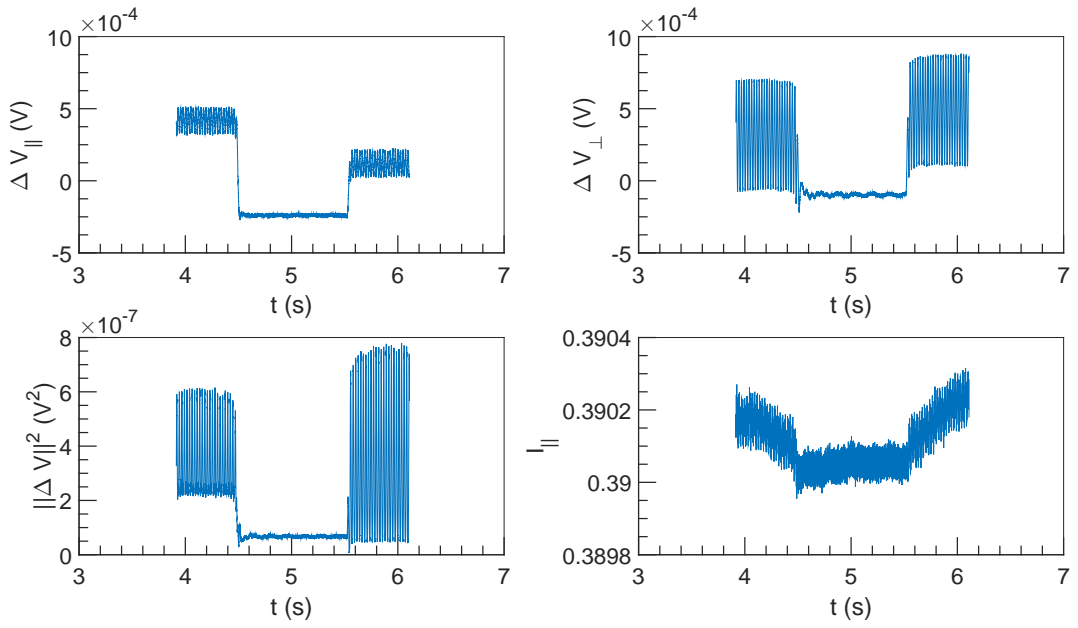 ×10^-4
10
5
0
-5
3 4 5 6 7
Δ V_∥ (V)
t (s)
×10^-4
10
5
0
-5
3 4 5 6 7
Δ V_⊥ (V)
t (s)
×10^-7
8
6
4
2
0
3 4 5 6 7
||Δ V||^2 (V^2)
t (s)
0.3904
0.3902
0.39
0.3898
3 4 5 6 7
I_∥
t (s)